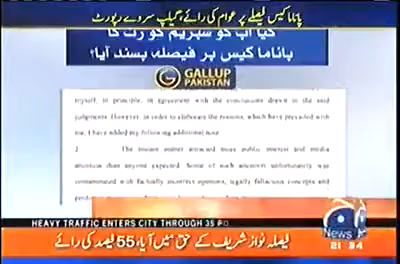 پاناما کیس فیصلے پر عوام کی رائے، گیلپ سروے رپورٹ
کیا آپ کو سپریم کورٹ کا
پاناما کیس پر فیصلہ پسند آیا؟
GALLUP
PAKISTAN
myself, in principle, in agreement with the conclusions drawn in the said
judgments. However, in order to elaborate the reasons, which have prevailed with
me, I have added my following additional note
2 The instant matter attracted more public interest and media
attention than anyone expected. Some of such attention unfortunately was
contaminated with factually incorrect opinions, legally fallacious concepts and
HEAVY TRAFFIC ENTERS CITY THROUGH 35 PO
Geo
News
21 34
فیصلہ نواز شریف کے حق میں آیا، 55 فیصد کی رائے